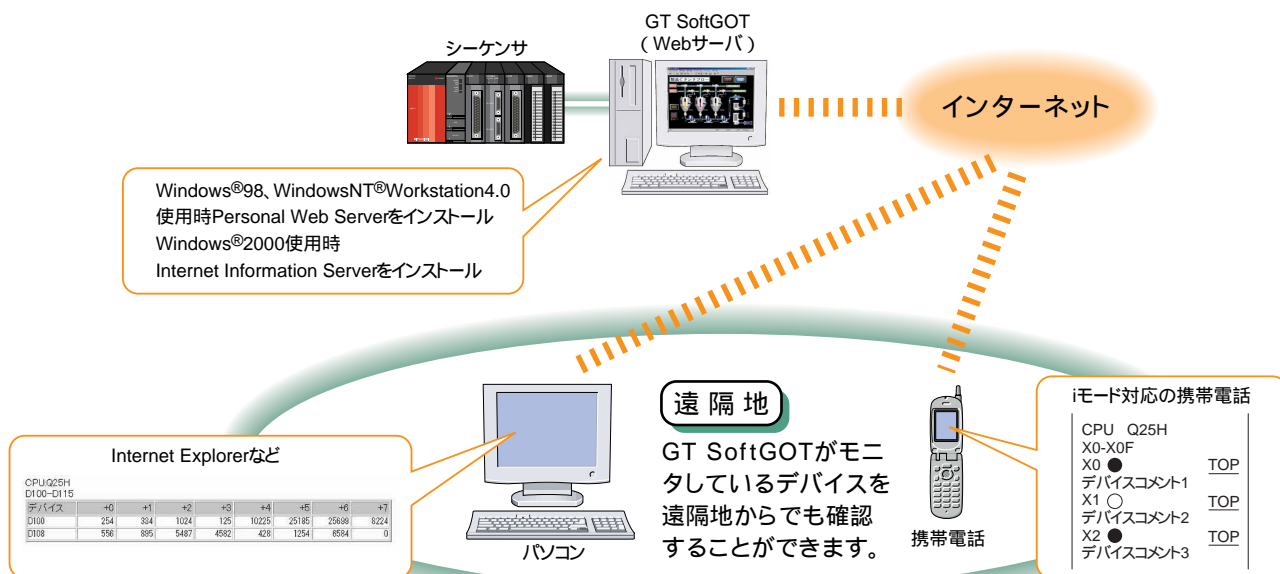 GT SoftGOT
（Webサーバ）
シーケンサ
インターネット
Windows®98、WindowsNT®Workstation4.0
使用時Personal Web Serverをインストール
Windows®2000使用時
Internet Information Serverをインストール
Internet Explorerなど
CPU:Q25H
D100-D115
デバイス +0 +1 +2 +3 +4 +5 +6 +7
D100 254 334 1024 125 10225 25185 25699 8224
D108 556 895 5487 4582 428 1254 6584 0
パソコン
遠隔地
GT SoftGOTがモニ
タしているデバイスを
遠隔地からでも確認
することができます。
携帯電話
iモード対応の携帯電話
CPU Q25H
X0-X0F
X0 ● TOP
デバイスコメント1
X1 ○ TOP
デバイスコメント2
X2 ● TOP
デバイスコメント3